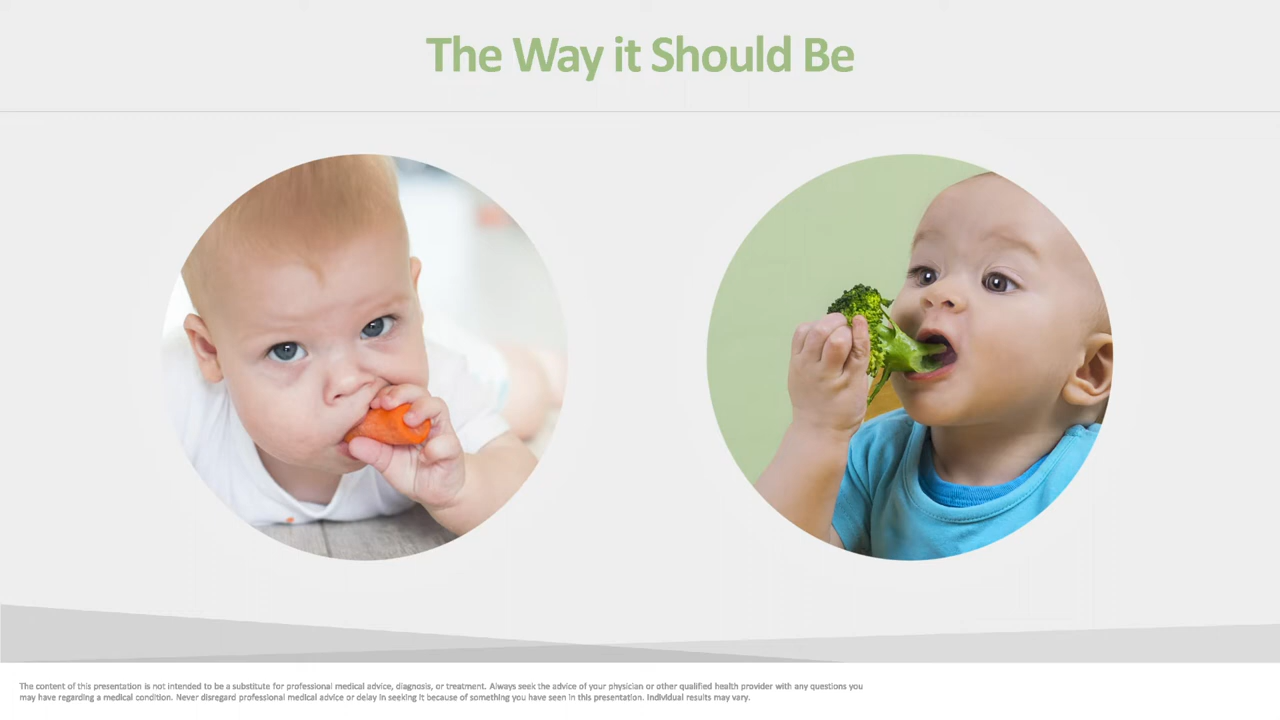 The Way it Should Be
The content of this presentation is not intended to be a substitute for professional medical advice, diagnosis, or treatment. Always seek the advice of your physician or other qualified health provider with any questions you
may have regarding a medical condition. Never disregard professional medical advice or delay in seeking it because of something you have seen in this presentation. Individual results may vary.